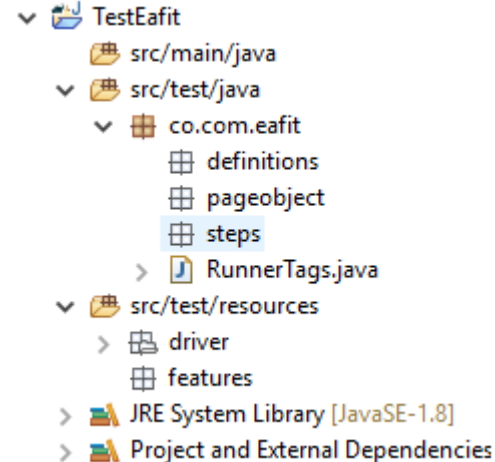 TestEafit
src/main/java
src/test/java
co.com.eafit
definitions
pageobject
steps
RunnerTags.java
src/test/resources
driver
features
JRE System Library [JavaSE-1.8]
Project and External Dependencies